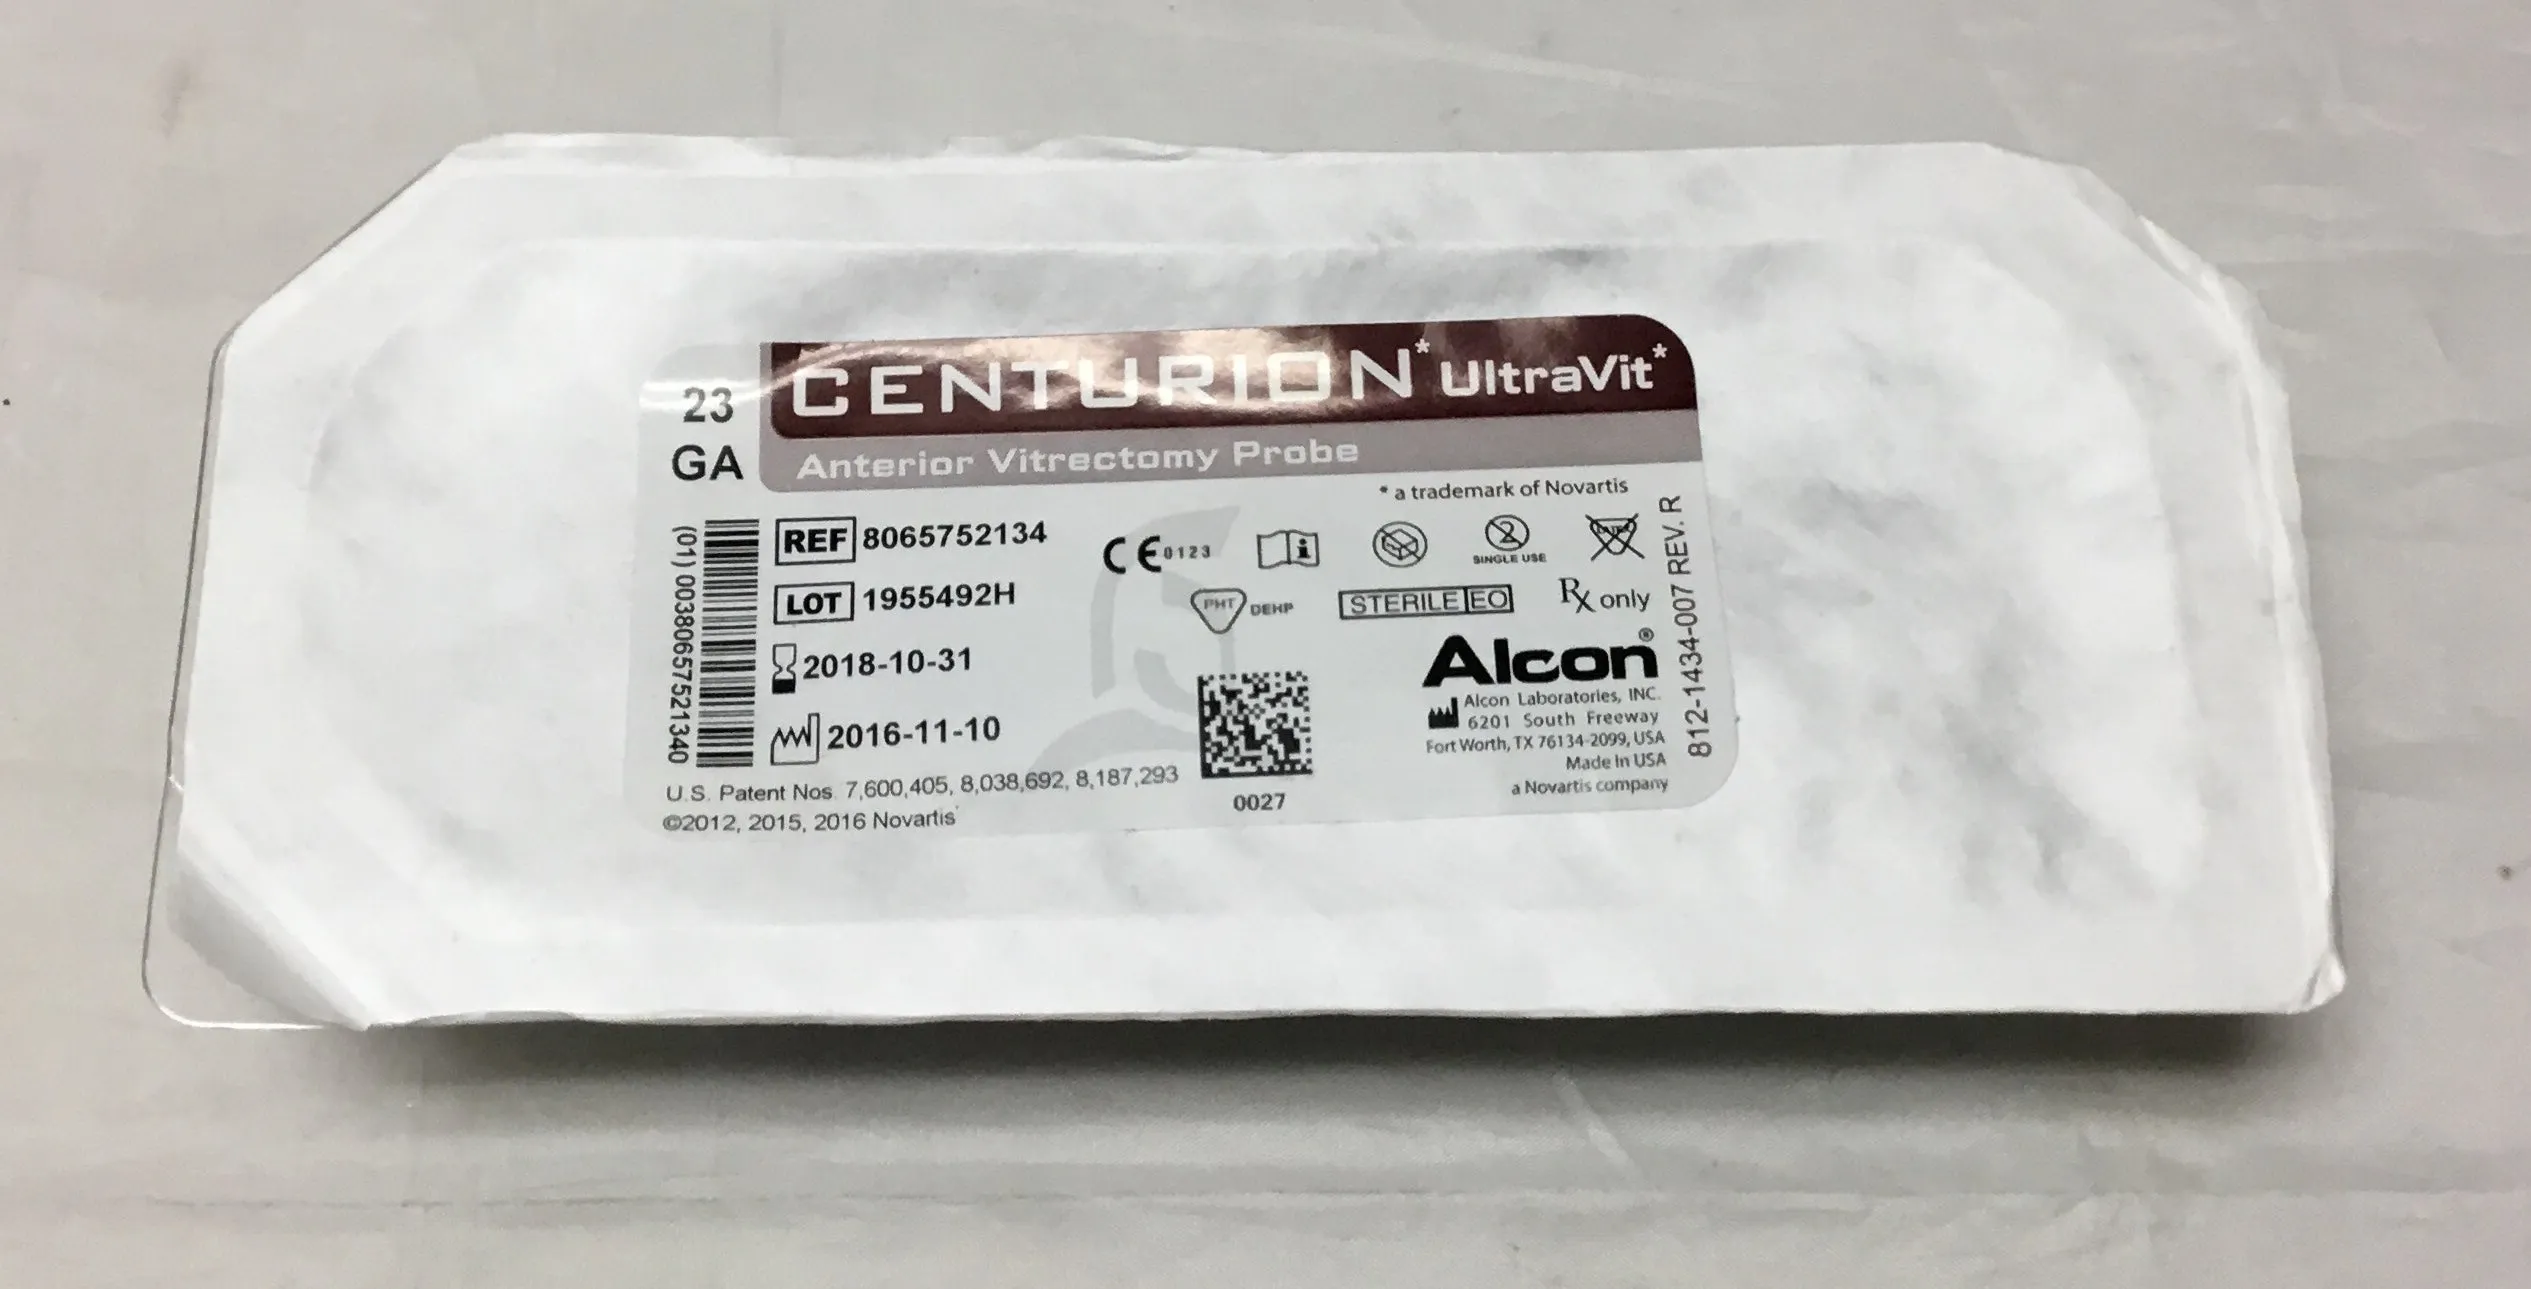 23
GA
CENTURION* UltraVit*
Anterior Vitrectomy Probe
* a trademark of Novartis
(01) 00380657521340
REF 8065752134
LOT 1955492H
2018-10-31
2016-11-10
CE 0123
2
SINGLE USE
LATEX
PHT DEHP
STERILE EO
Rx only
Alcon®
Alcon Laboratories, INC.
6201 South Freeway
Fort Worth, TX 76134-2099, USA
Made In USA
a Novartis company
812-1434-007 REV. R
U.S. Patent Nos. 7,600,405, 8,038,692, 8,187,293
©2012, 2015, 2016 Novartis
0027